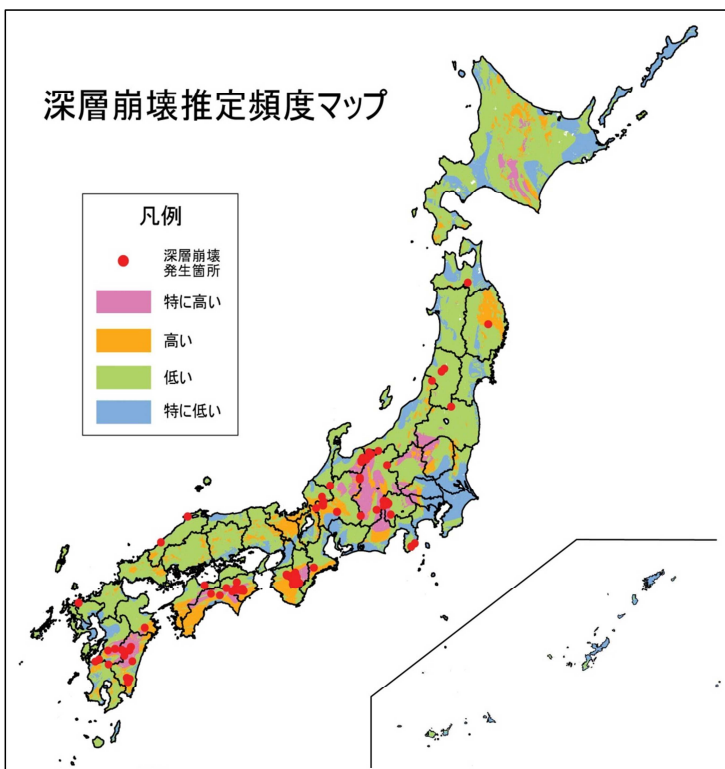 深層崩壊推定頻度マップ
凡例
深層崩壊
発生箇所
特に高い
高い
低い
特に低い